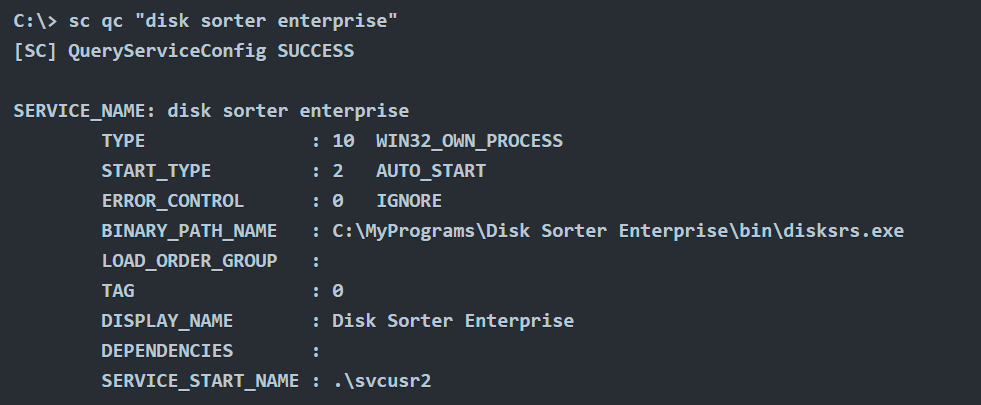 C:\> sc qc "disk sorter enterprise"
[SC] QueryServiceConfig SUCCESS
SERVICE_NAME: disk sorter enterprise
TYPE : 10 WIN32_OWN_PROCESS
START_TYPE : 2 AUTO_START
ERROR_CONTROL : 0 IGNORE
BINARY_PATH_NAME : C:\MyPrograms\Disk Sorter Enterprise\bin\disksrs.exe
LOAD_ORDER_GROUP :
TAG : 0
DISPLAY_NAME : Disk Sorter Enterprise
DEPENDENCIES :
SERVICE_START_NAME : .\svcusr2